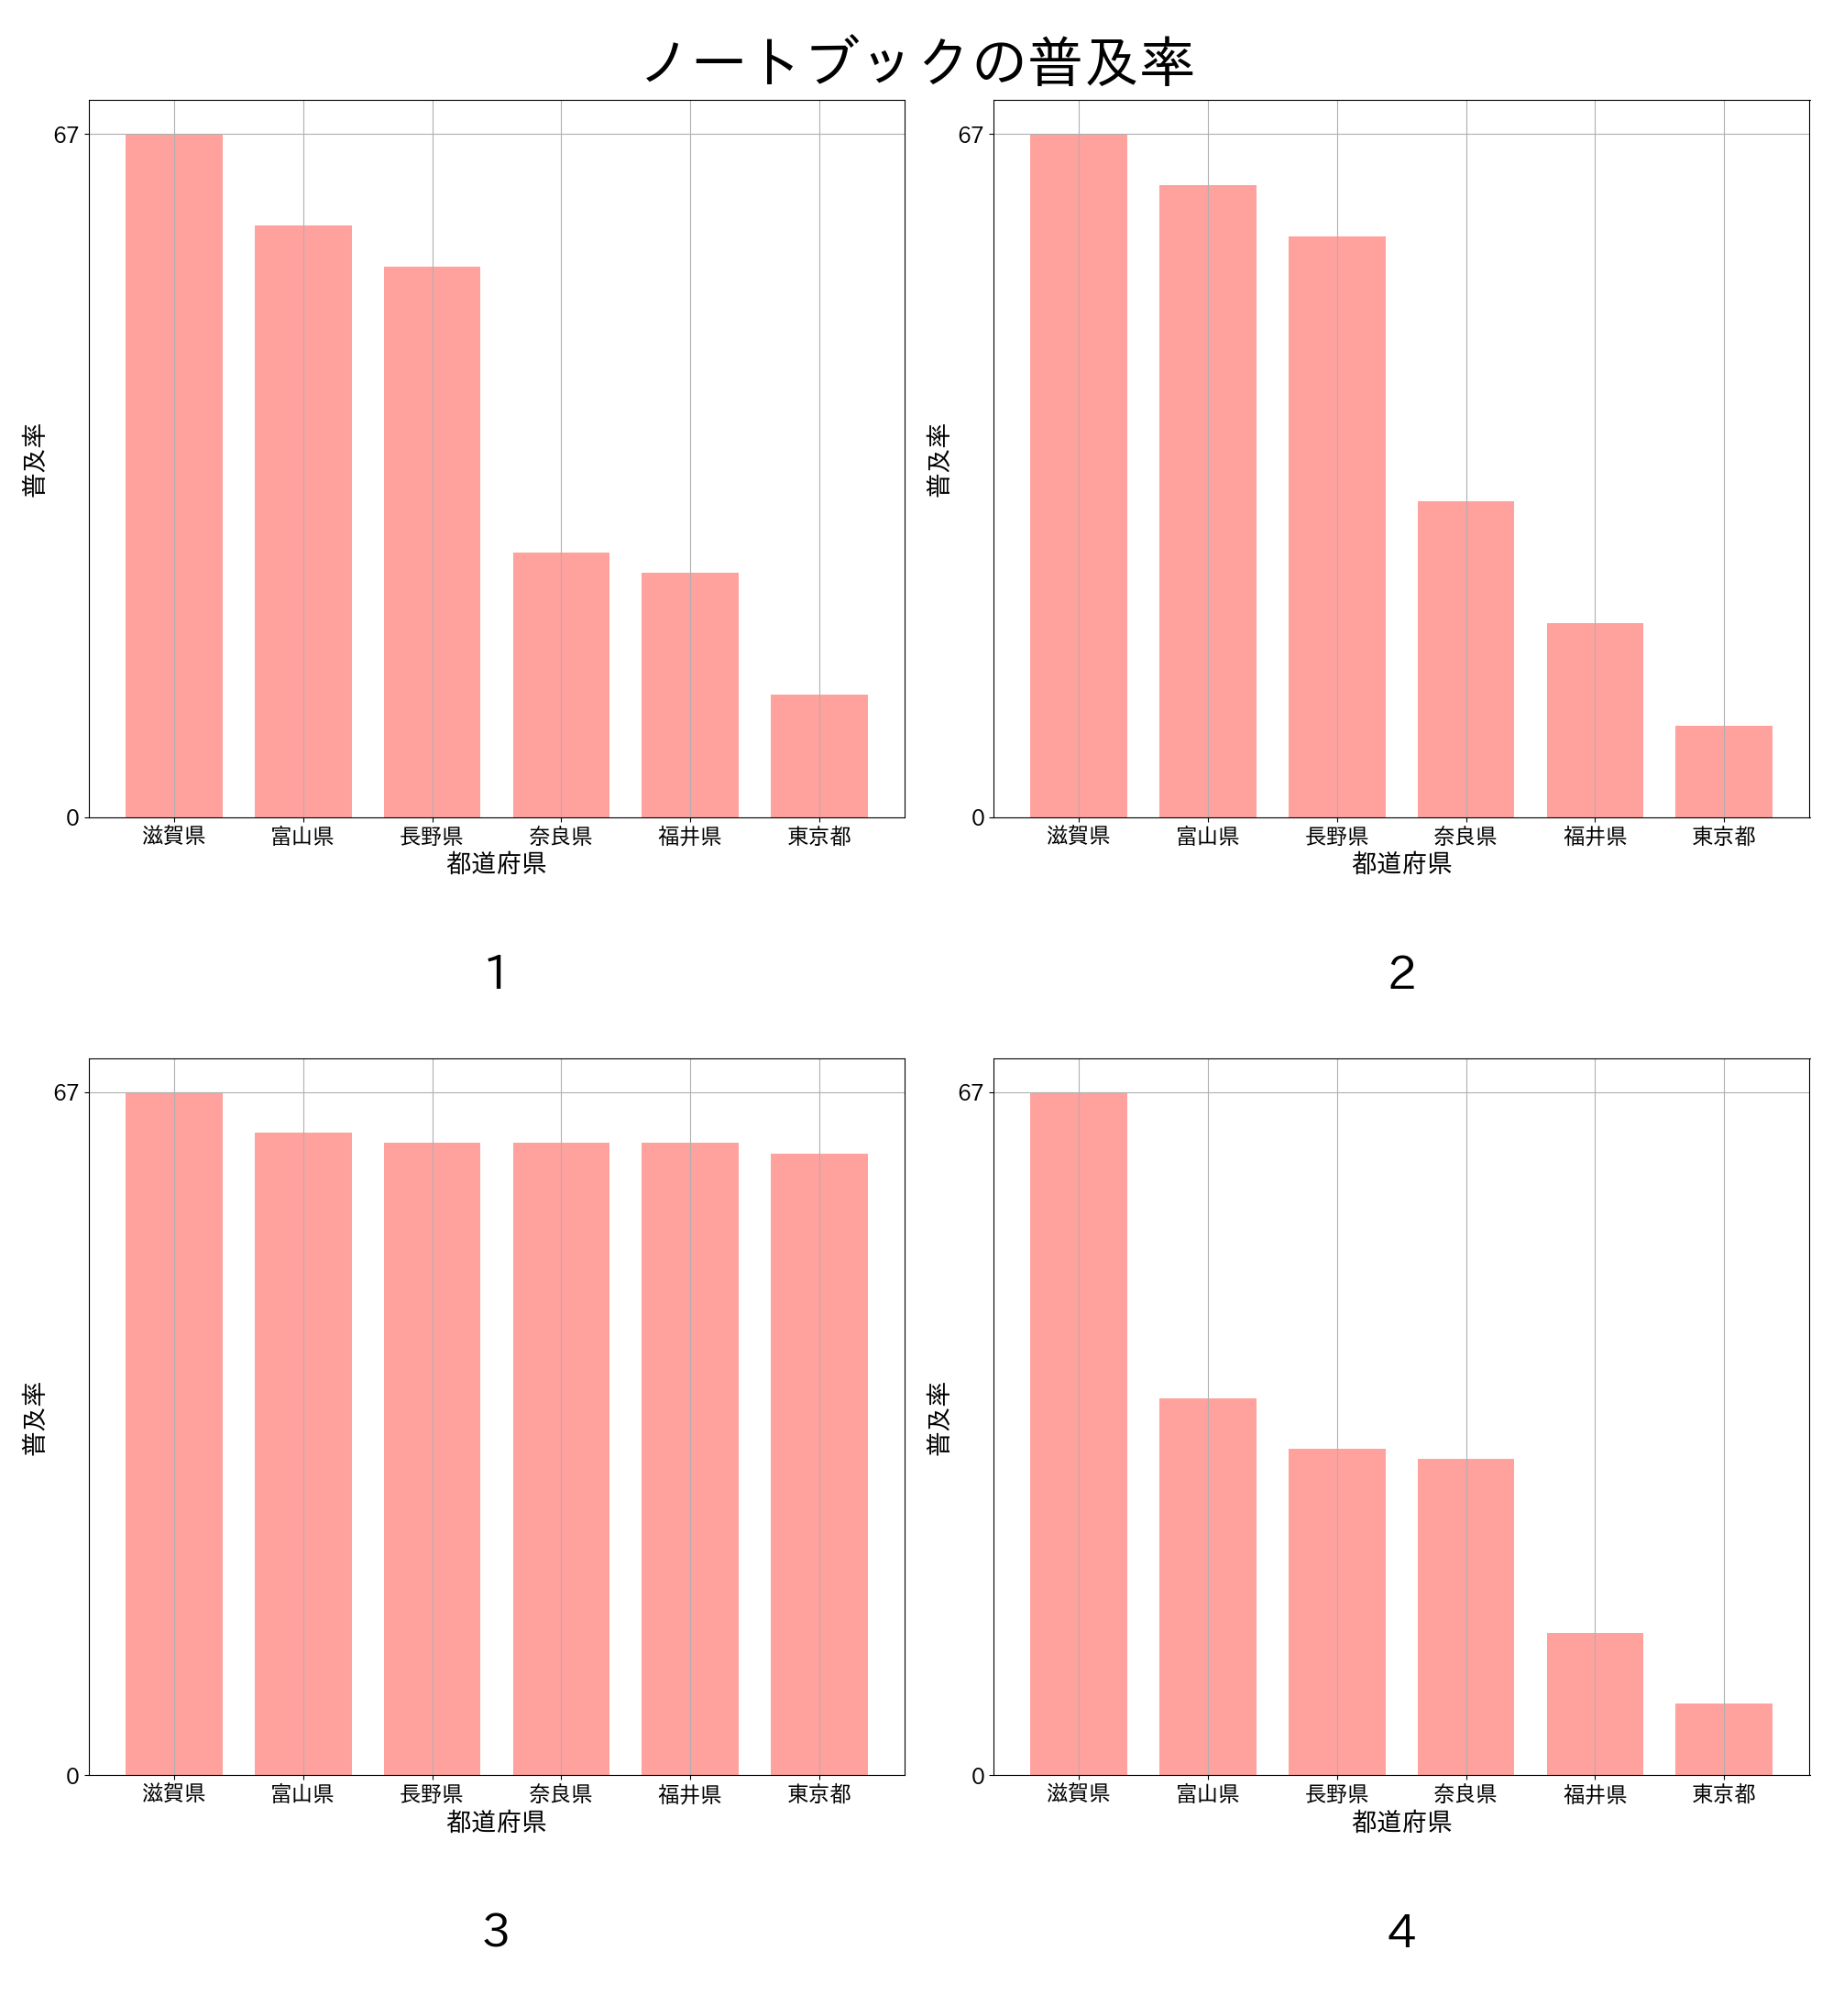 ノートブックの普及率
67
0
普及率
滋賀県 富山県 長野県 奈良県 福井県 東京都
都道府県
1
67
0
普及率
滋賀県 富山県 長野県 奈良県 福井県 東京都
都道府県
2
67
0
普及率
滋賀県 富山県 長野県 奈良県 福井県 東京都
都道府県
3
67
0
普及率
滋賀県 富山県 長野県 奈良県 福井県 東京都
都道府県
4